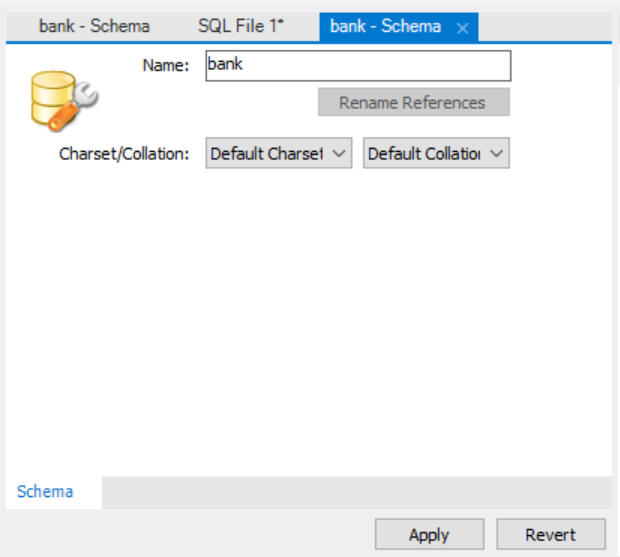 bank - Schema SQL File 1* bank - Schema ×
Name: bank
Rename References
Charset/Collation: Default Charset Default Collation
Schema
Apply Revert